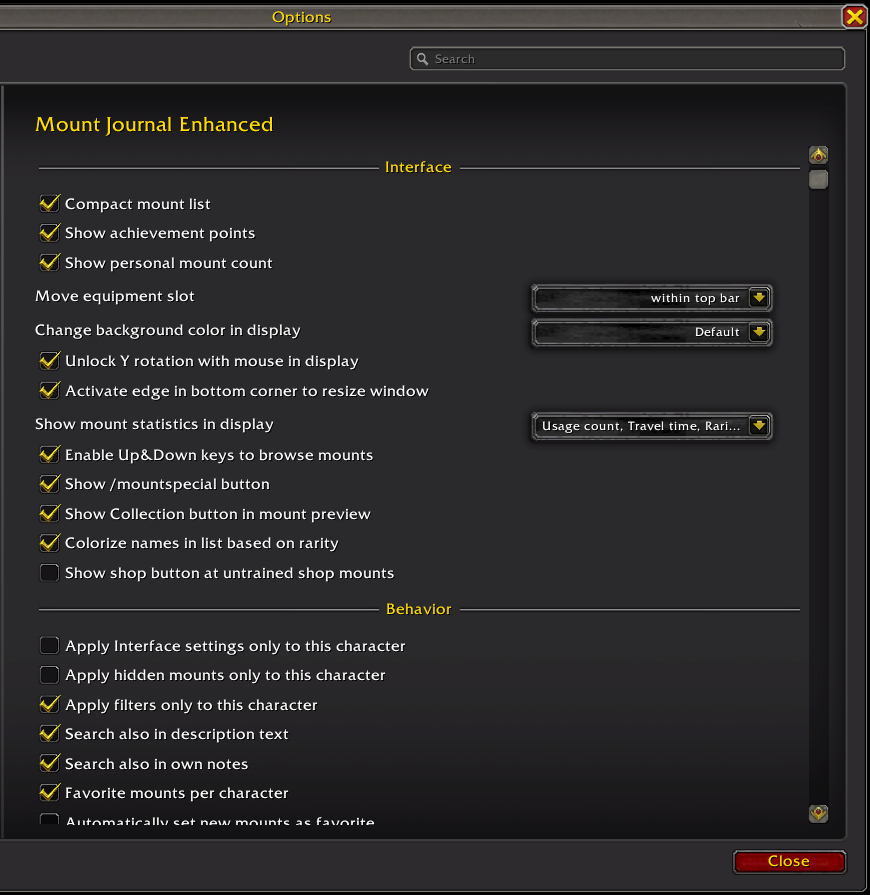 Options
Search
Mount Journal Enhanced
Interface
Compact mount list
Show achievement points
Show personal mount count
Move equipment slot within top bar
Change background color in display Default
Unlock Y rotation with mouse in display
Activate edge in bottom corner to resize window
Show mount statistics in display Usage count, Travel time, Rari...
Enable Up&Down keys to browse mounts
Show /mountspecial button
Show Collection button in mount preview
Colorize names in list based on rarity
Show shop button at untrained shop mounts
Behavior
Apply Interface settings only to this character
Apply hidden mounts only to this character
Apply filters only to this character
Search also in description text
Search also in own notes
Favorite mounts per character
Automatically set new mounts as favorite
Close